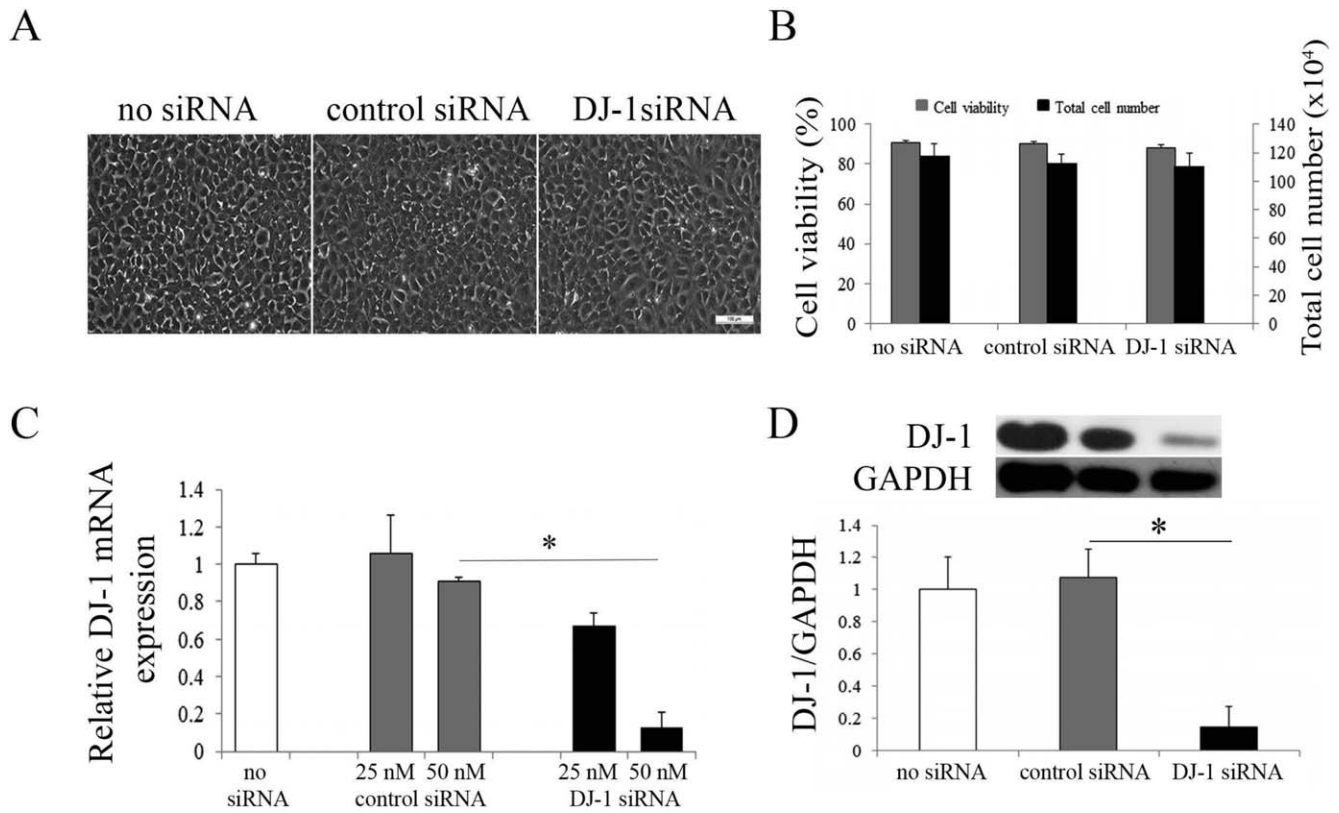 A
no siRNA control siRNA DJ-1siRNA
100 µm
B
Cell viability Total cell number
Cell viability (%)
100
80
60
40
20
0
Total cell number (x10⁴)
140
120
100
80
60
40
20
0
no siRNA control siRNA DJ-1 siRNA
C
Relative DJ-1 mRNA
expression
1.4
1.2
1
0.8
0.6
0.4
0.2
0
*
no 25 nM 50 nM 25 nM 50 nM
siRNA control siRNA DJ-1 siRNA
D
DJ-1
GAPDH
DJ-1/GAPDH
1.4
1.2
1
0.8
0.6
0.4
0.2
0
*
no siRNA control siRNA DJ-1 siRNA